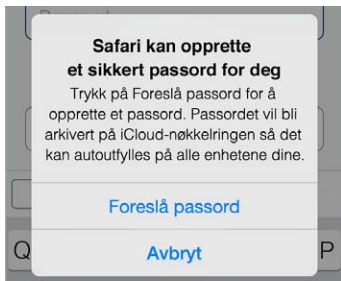 Safari kan opprette
et sikkert passord for deg
Trykk på Foreslå passord for å
opprette et passord. Passordet vil bli
arkivert på iCloud-nøkkelringen så det
kan autoutfylles på alle enhetene dine.
Foreslå passord
Avbryt
Q P